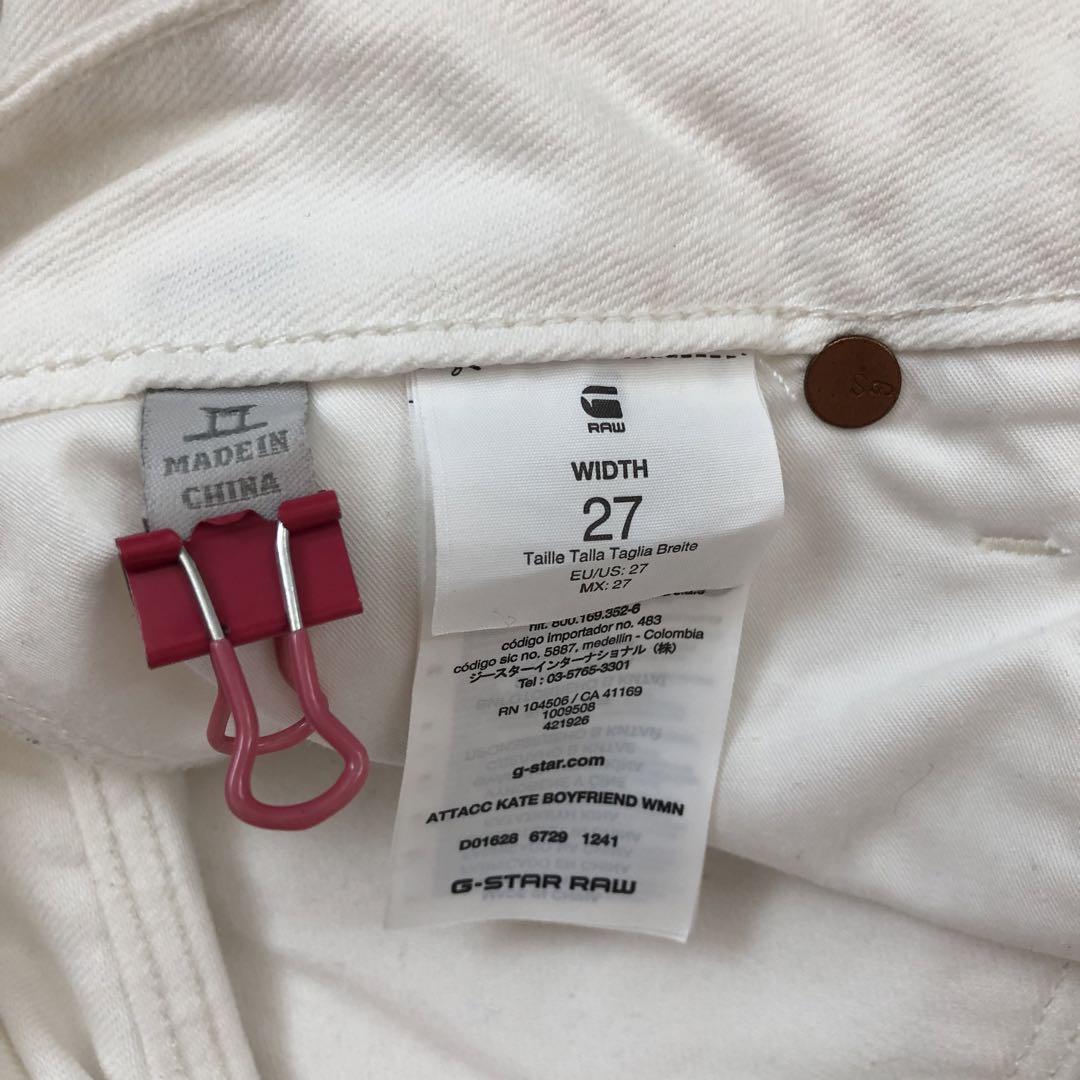 MADE IN
CHINA
RAW
WIDTH
27
Taille Talla Taglia Breite
EU/US: 27
MX: 27
nit. 800.169.352-6
código importador no. 483
código sic no. 5887, medellin - Colombia
ジースターインターナショナル（株）
Tel : 03-5765-3301
RN 104506 / CA 41169
1009508
421926
g-star.com
ATTACC KATE BOYFRIEND WMN
D01628 6729 1241
G-STAR RAW